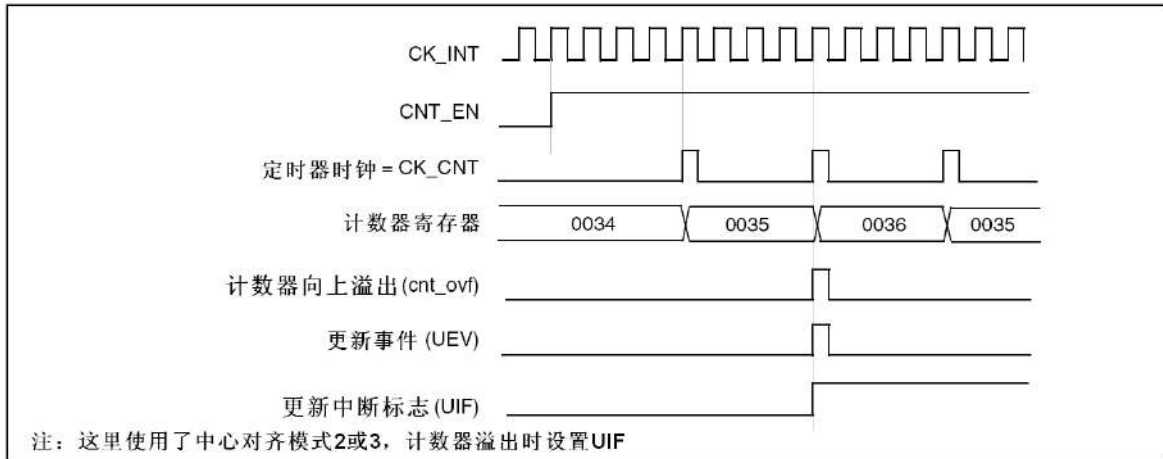 CK_INT
CNT_EN
定时器时钟 = CK_CNT
计数器寄存器 0034 0035 0036 0035
计数器向上溢出(cnt_ovf)
更新事件 (UEV)
更新中断标志(UIF)
注：这里使用了中心对齐模式2或3，计数器溢出时设置UIF